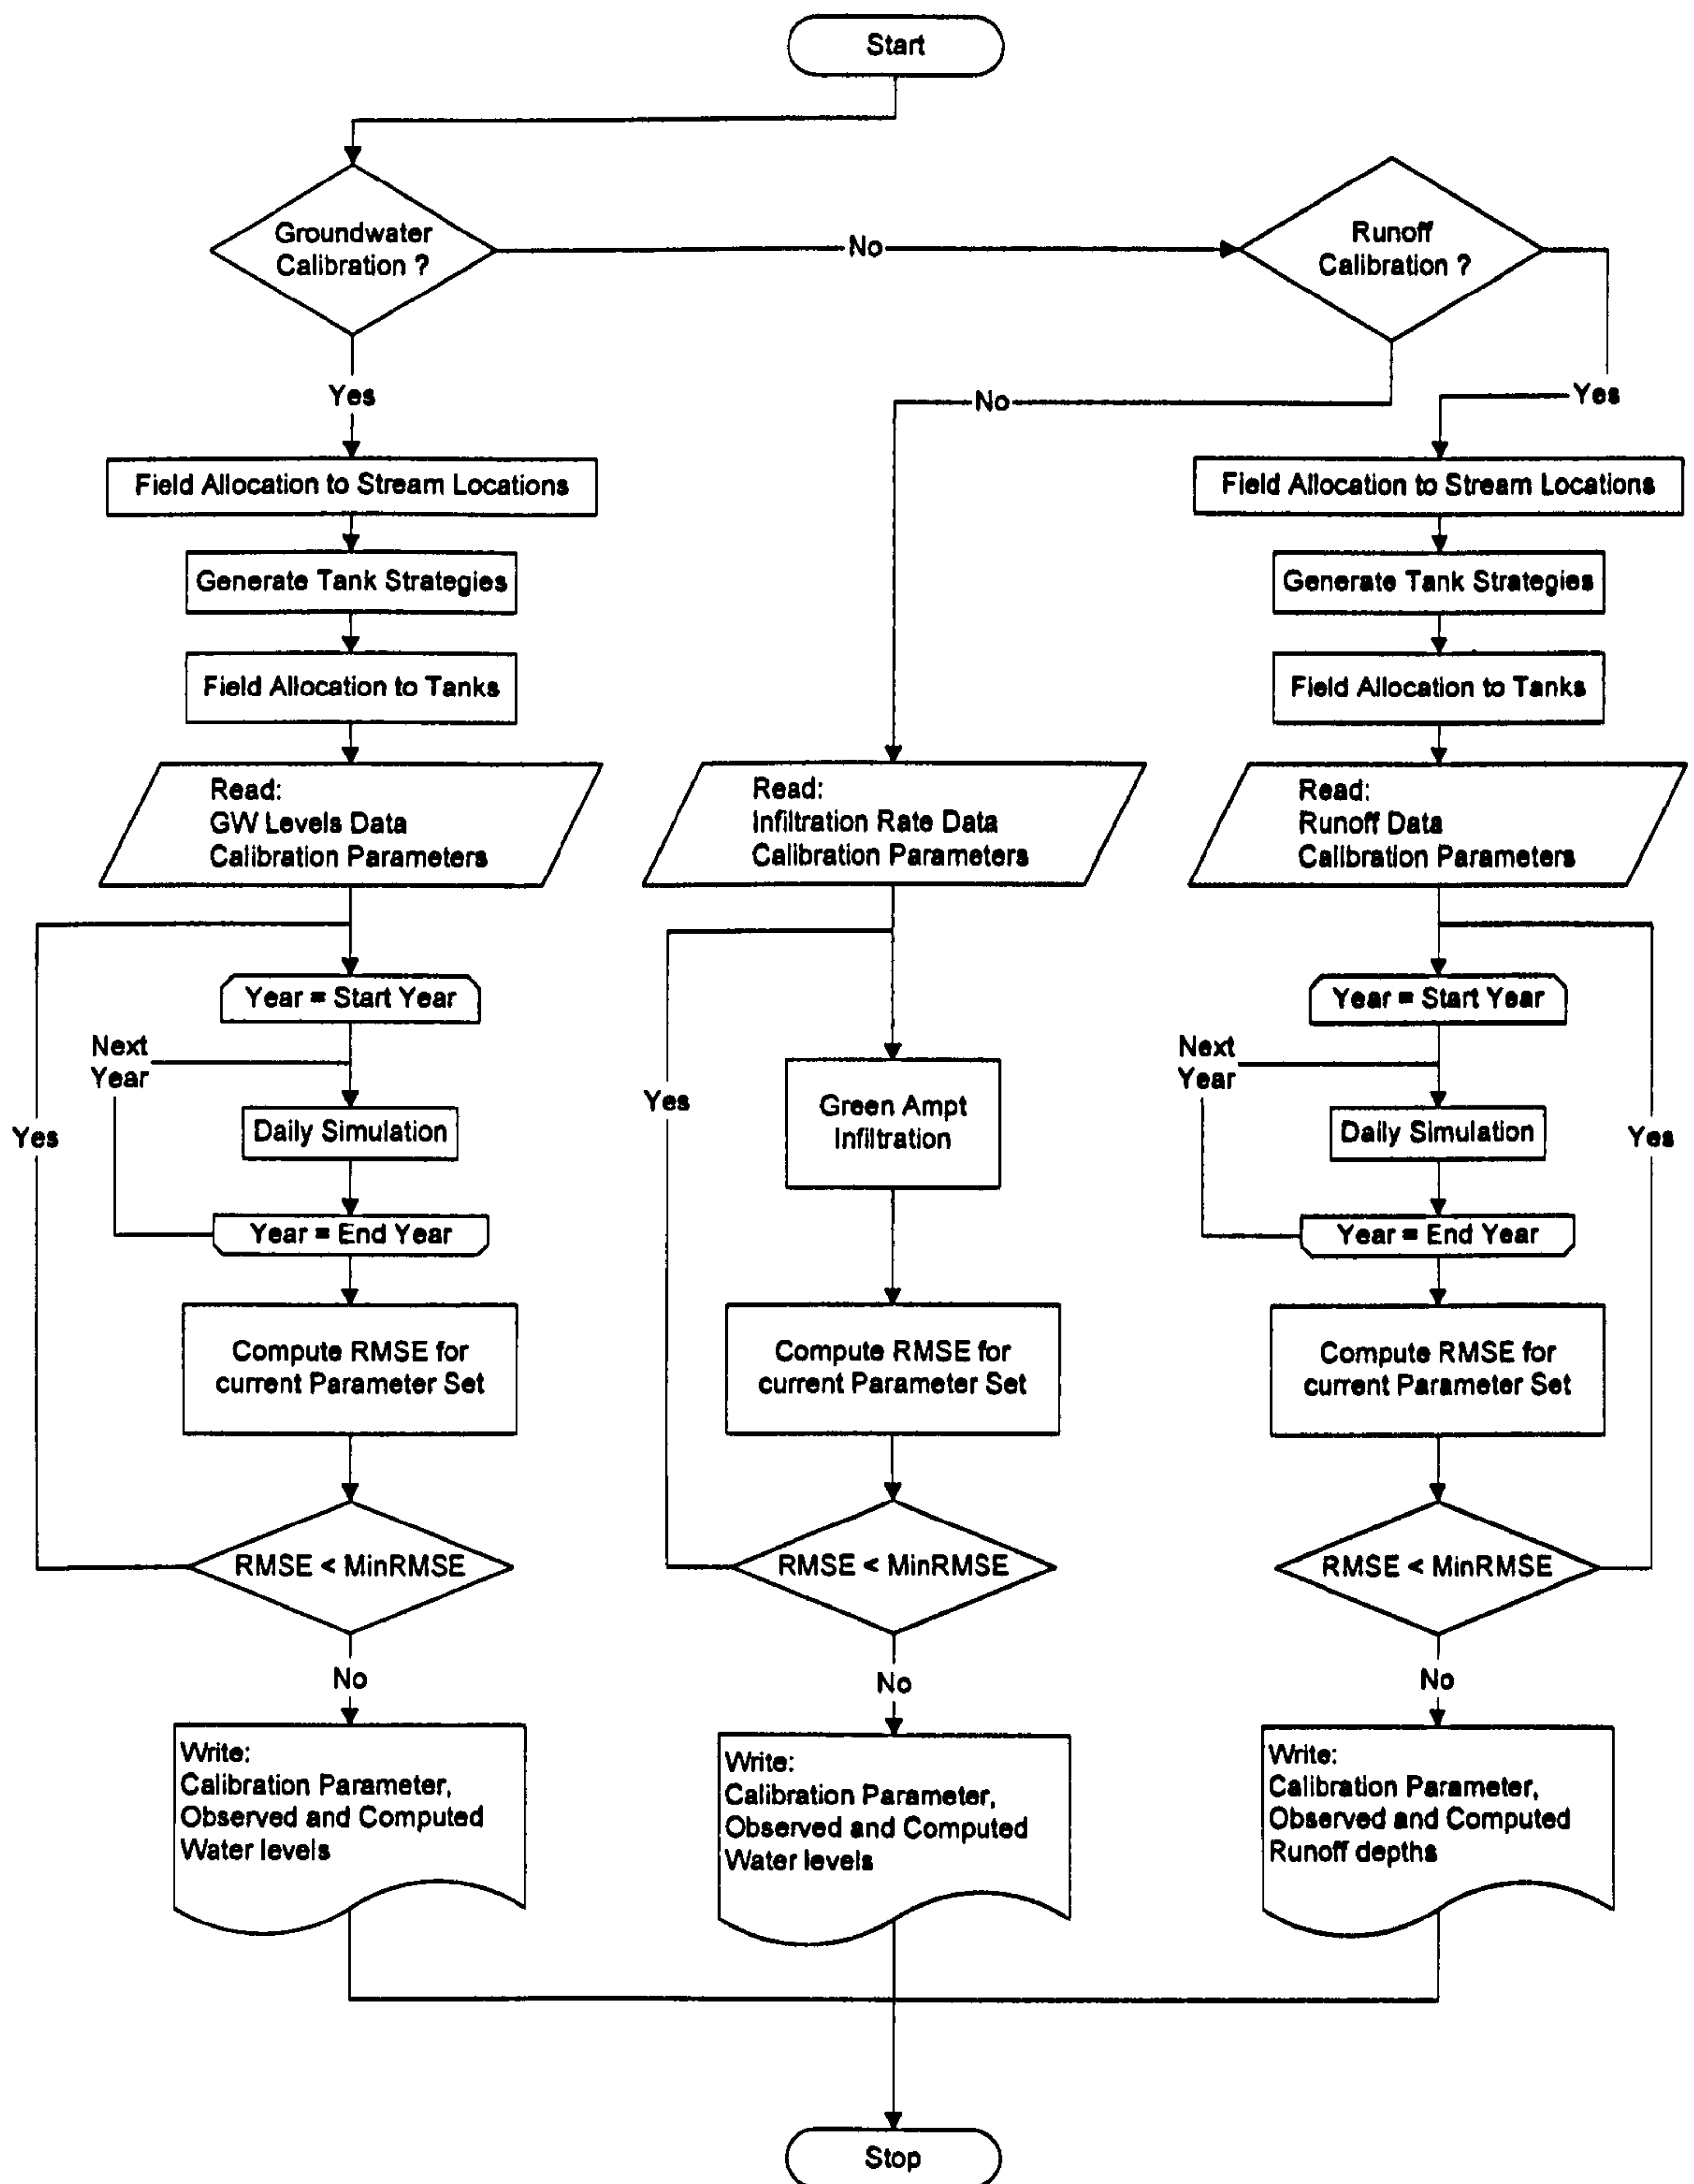 Start
Groundwater
Calibration ?
No
Runoff
Calibration ?
Yes
No
Yes
Field Allocation to Stream Locations
Generate Tank Strategies
Field Allocation to Tanks
Read:
GW Levels Data
Calibration Parameters
Year = Start Year
Next
Year
Daily Simulation
Yes
Year = End Year
Compute RMSE for
current Parameter Set
RMSE < MinRMSE
No
Write:
Calibration Parameter,
Observed and Computed
Water levels
Read:
Infiltration Rate Data
Calibration Parameters
Yes
Green Ampt
Infiltration
Compute RMSE for
current Parameter Set
RMSE < MinRMSE
No
Write:
Calibration Parameter,
Observed and Computed
Water levels
Field Allocation to Stream Locations
Generate Tank Strategies
Field Allocation to Tanks
Read:
Runoff Data
Calibration Parameters
Year = Start Year
Next
Year
Daily Simulation
Yes
Year = End Year
Compute RMSE for
current Parameter Set
RMSE < MinRMSE
No
Write:
Calibration Parameter,
Observed and Computed
Runoff depths
Stop